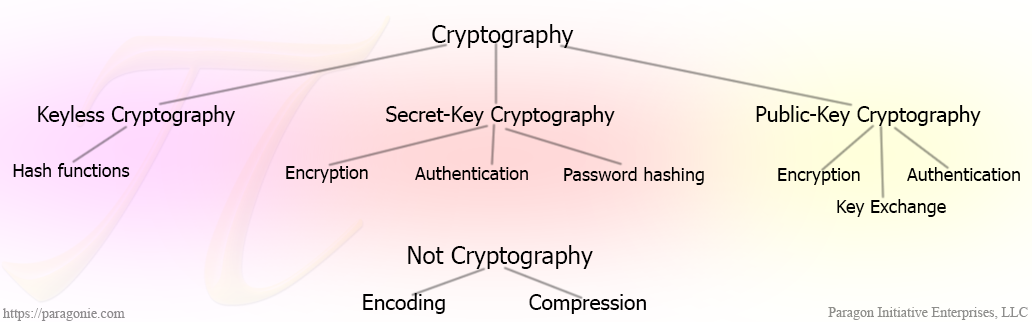 Cryptography
Keyless Cryptography
Secret-Key Cryptography
Public-Key Cryptography
Hash functions
Encryption
Authentication
Password hashing
Encryption
Authentication
Key Exchange
Not Cryptography
Encoding
Compression
https://paragonie.com
Paragon Initiative Enterprises, LLC